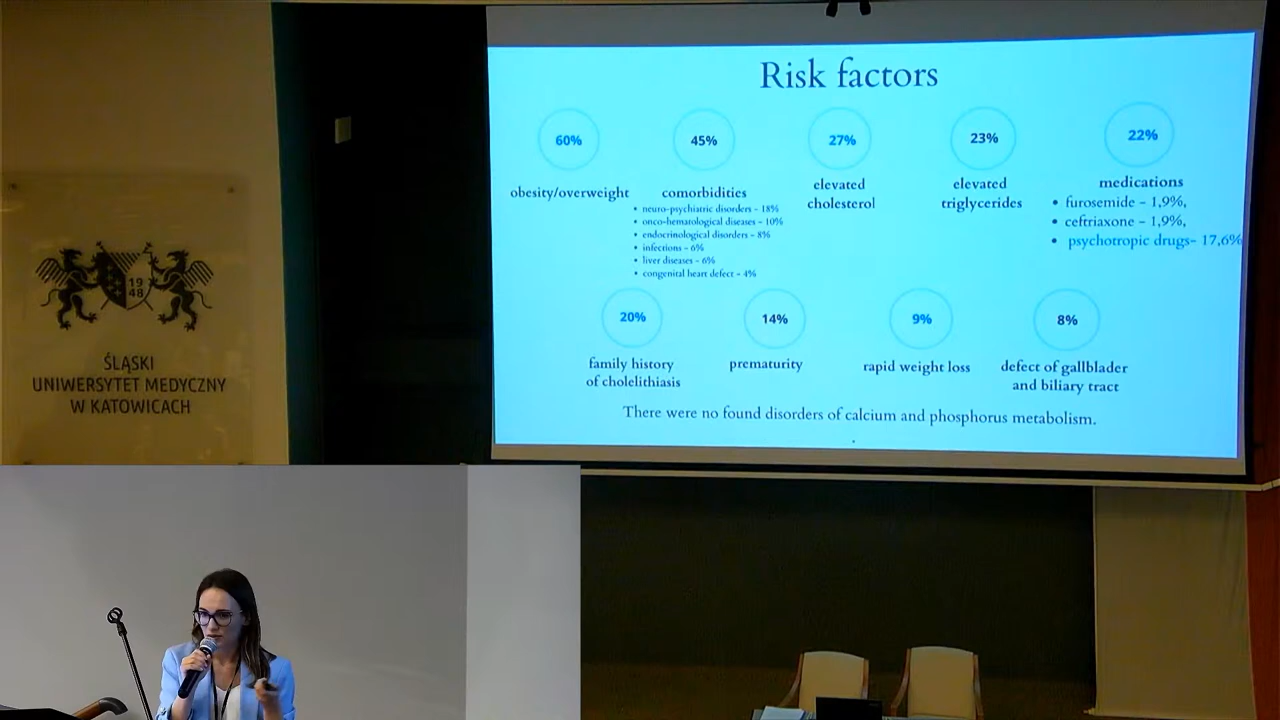 Risk factors
60%
45%
27%
23%
22%
obesity/overweight
comorbidities
• neuro-psychiatric disorders - 18%
• onco-hematological diseases - 10%
• endocrinological disorders - 8%
• infections - 6%
• liver diseases - 6%
• congenital heart defect - 4%
elevated
cholesterol
elevated
triglycerides
medications
• furosemide - 1,9%,
• ceftriaxone - 1,9%,
• psychotropic drugs- 17,6%
20%
14%
9%
8%
family history
of cholelithiasis
prematurity
rapid weight loss
defect of gallbladder
and biliary tract
There were no found disorders of calcium and phosphorus metabolism.
19
48
ŚLĄSKI
UNIWERSYTET MEDYCZNY
W KATOWICACH